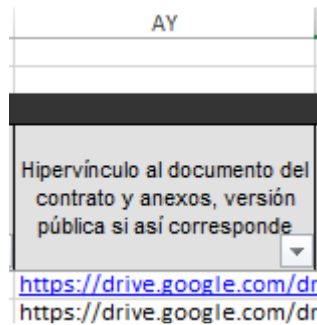 AY
Hipervínculo al documento del
contrato y anexos, versión
pública si así corresponde
https://drive.google.com/dr
https://drive.google.com/dr